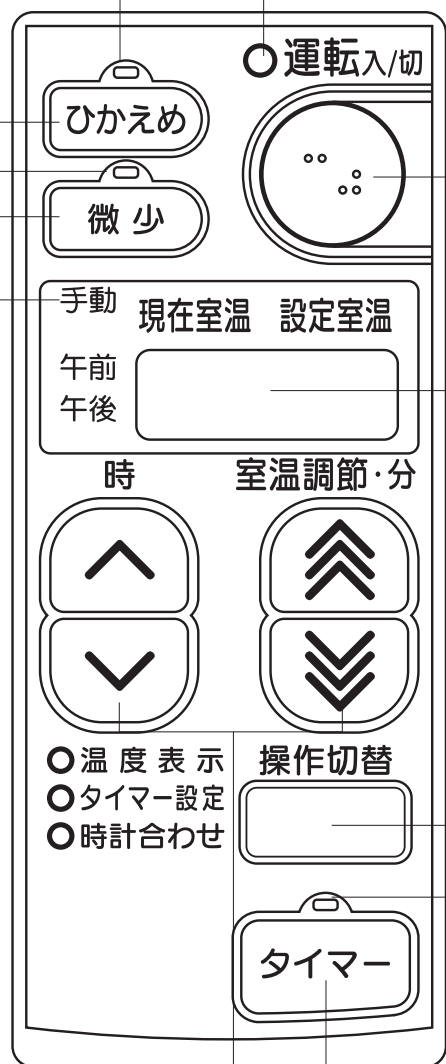 運転入/切
ひかえめ
微少
手動
現在室温 設定室温
午前
午後
時 室温調節・分
温度表示
タイマー設定
時計合わせ
操作切替
タイマー